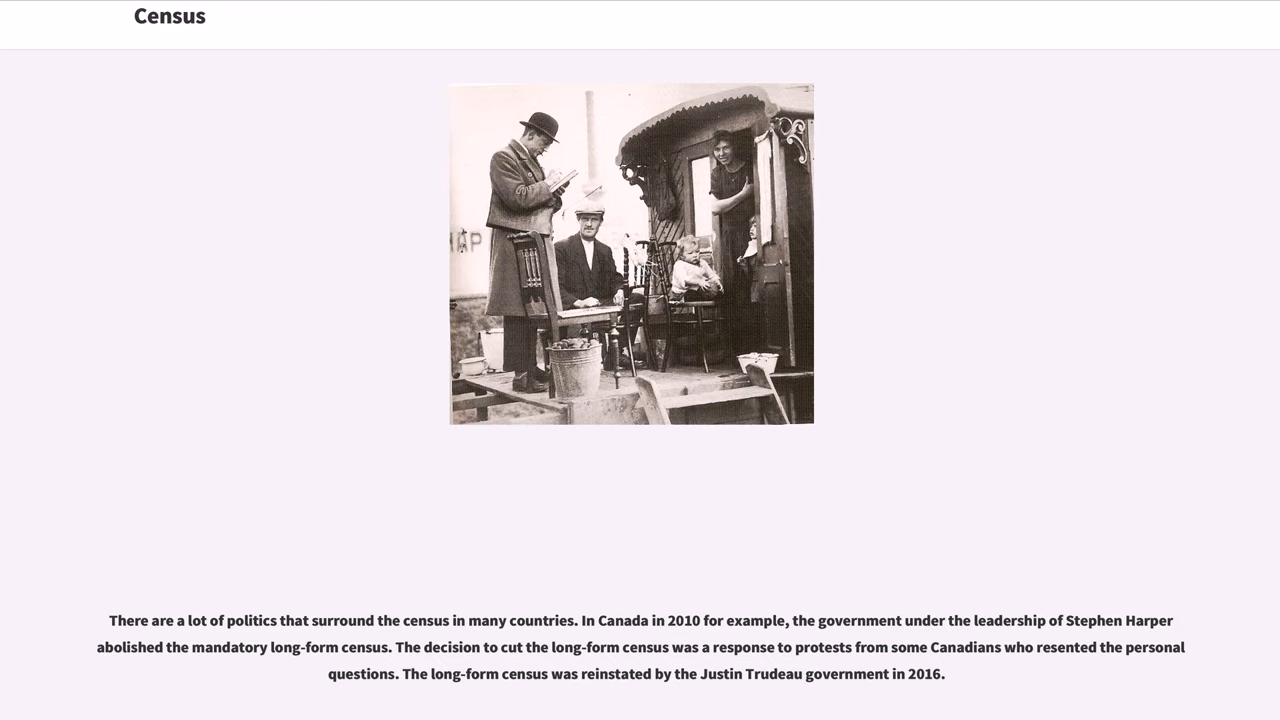 Census
There are a lot of politics that surround the census in many countries. In Canada in 2010 for example, the government under the leadership of Stephen Harper
abolished the mandatory long-form census. The decision to cut the long-form census was a response to protests from some Canadians who resented the personal
questions. The long-form census was reinstated by the Justin Trudeau government in 2016.